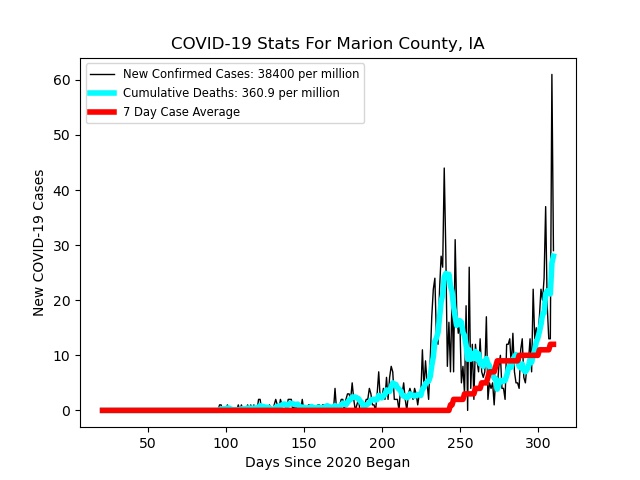 COVID-19 Stats For Marion County, IA
New Confirmed Cases: 38400 per million
Cumulative Deaths: 360.9 per million
7 Day Case Average
60
50
40
30
20
10
0
New COVID-19 Cases
50 100 150 200 250 300
Days Since 2020 Began